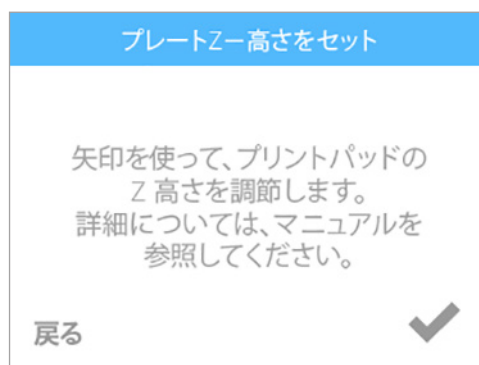 プレートZー高さをセット
矢印を使って、プリントパッドの
Z 高さを調節します。
詳細については、マニュアルを
参照してください。
戻る